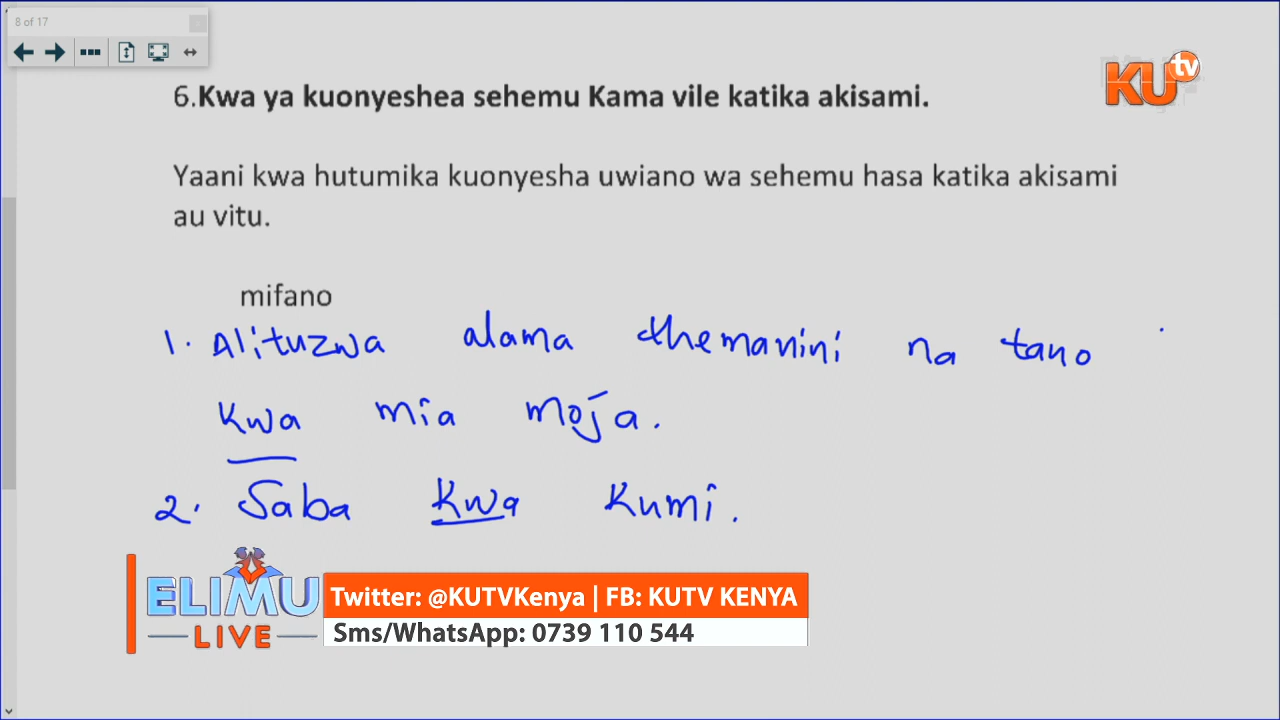 8 of 17
KU tv
6.Kwa ya kuonyeshea sehemu Kama vile katika akisami.
Yaani kwa hutumika kuonyesha uwiano wa sehemu hasa katika akisami
au vitu.
mifano
1. Alituzwa alama themanini na tano
kwa mia moja.
2. Saba kwa kumi.
ELIMU
LIVE
Twitter: @KUTVKenya | FB: KUTV KENYA
Sms/WhatsApp: 0739 110 544